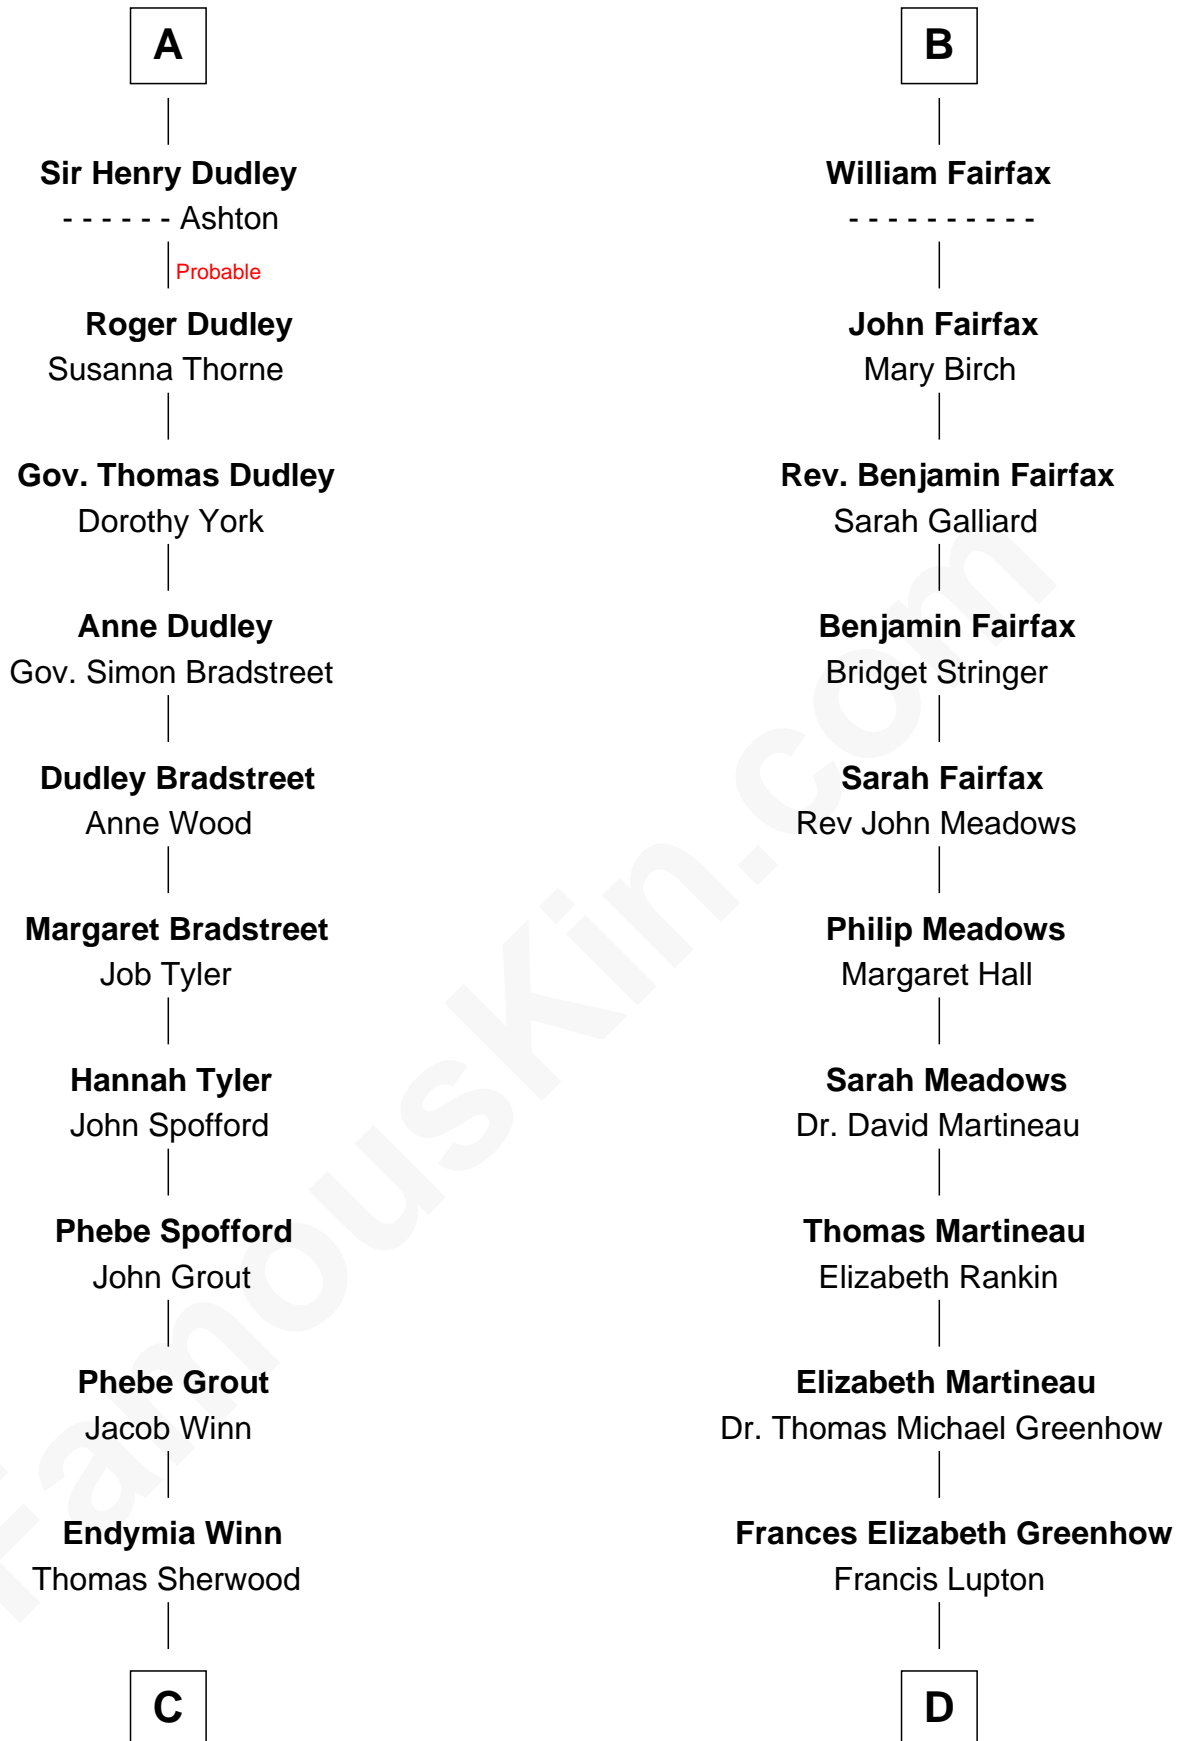 A
Sir Henry Dudley
- - - - - - Ashton
Probable
Roger Dudley
Susanna Thorne
Gov. Thomas Dudley
Dorothy York
Anne Dudley
Gov. Simon Bradstreet
Dudley Bradstreet
Anne Wood
Margaret Bradstreet
Job Tyler
Hannah Tyler
John Spofford
Phebe Spofford
John Grout
Phebe Grout
Jacob Winn
Endymia Winn
Thomas Sherwood
C
B
William Fairfax
- - - - - - - - - -
John Fairfax
Mary Birch
Rev. Benjamin Fairfax
Sarah Galliard
Benjamin Fairfax
Bridget Stringer
Sarah Fairfax
Rev John Meadows
Philip Meadows
Margaret Hall
Sarah Meadows
Dr. David Martineau
Thomas Martineau
Elizabeth Rankin
Elizabeth Martineau
Dr. Thomas Michael Greenhow
Frances Elizabeth Greenhow
Francis Lupton
D
FamousKin.com